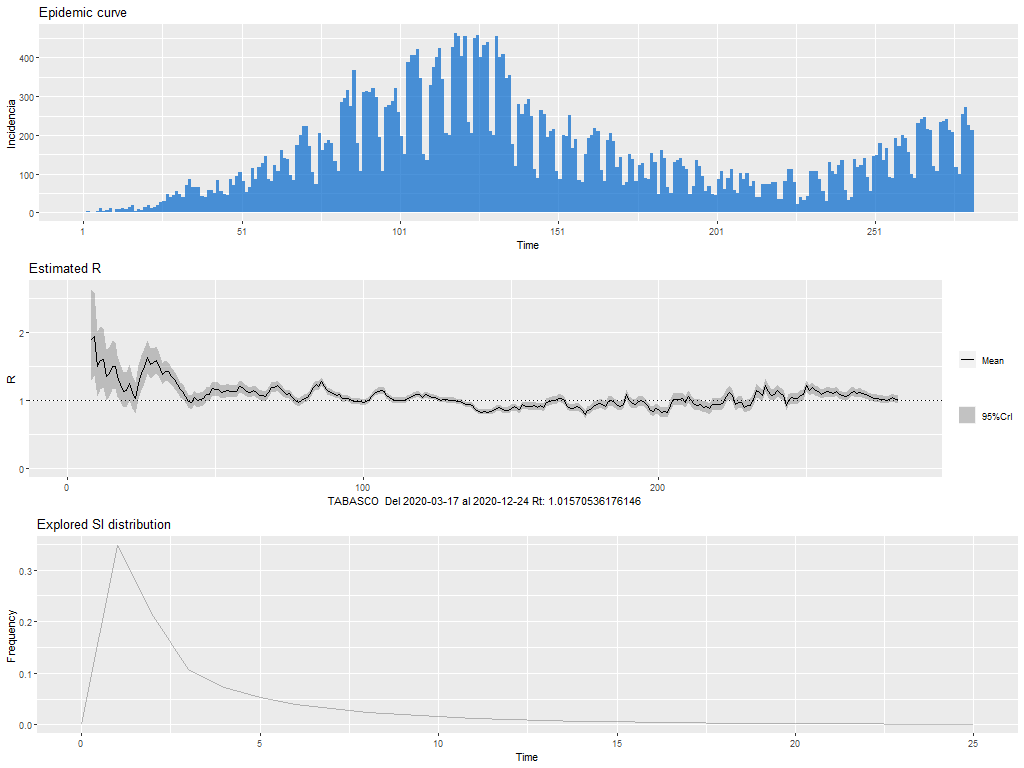 Epidemic curve
Incidencia
400
300
200
100
0
1 51 101 151 201 251
Time
Estimated R
R
2
1
0
0 100 200
TABASCO Del 2020-03-17 al 2020-12-24 Rt: 1.01570536176146
Mean
95%CrI
Explored SI distribution
Frequency
0.3
0.2
0.1
0.0
0 5 10 15 20 25
Time